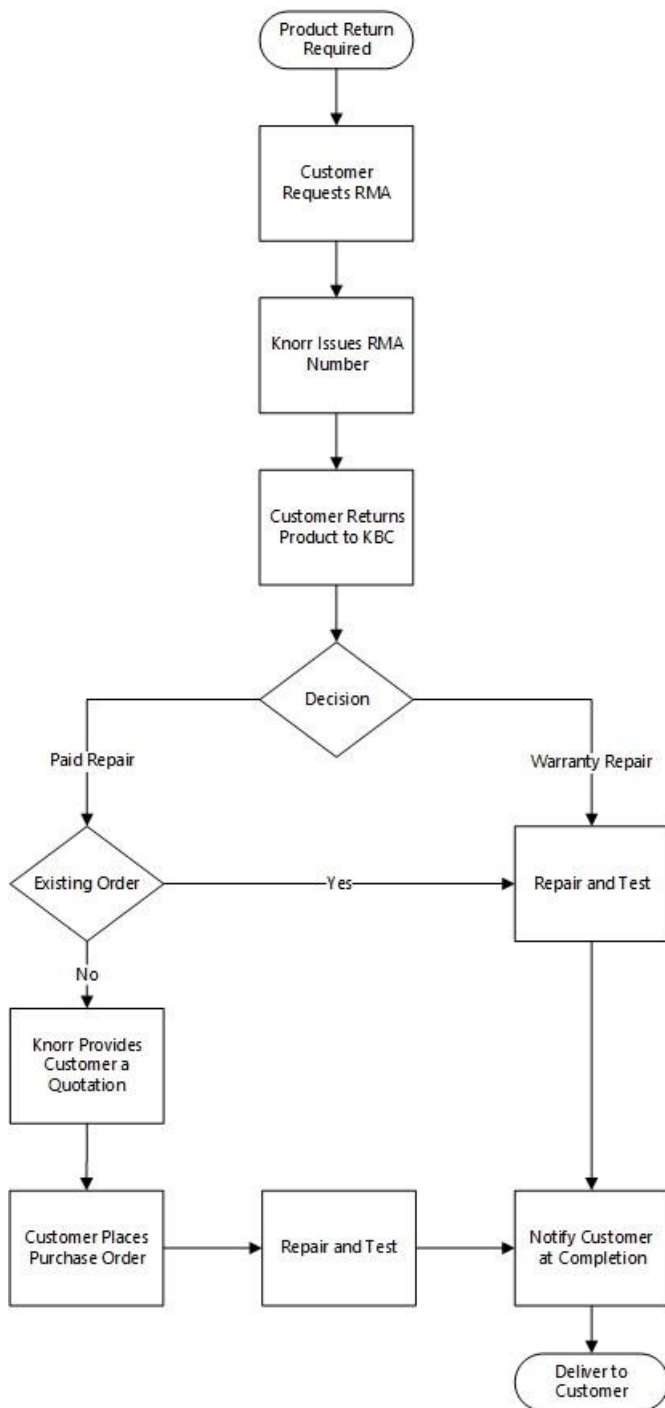 Product Return
Required
Customer
Requests RMA
Knorr Issues RMA
Number
Customer Returns
Product to KBC
Decision
Paid Repair
Warranty Repair
Existing Order
Yes
Repair and Test
No
Knorr Provides
Customer a
Quotation
Customer Places
Purchase Order
Repair and Test
Notify Customer
at Completion
Deliver to
Customer